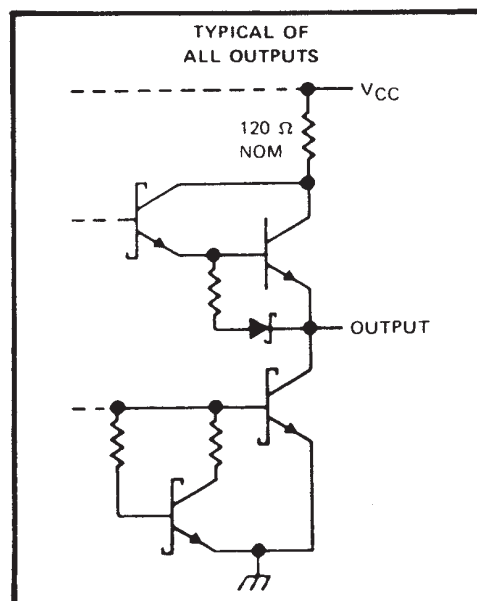 TYPICAL OF
ALL OUTPUTS
VCC
120 Ω
NOM
OUTPUT